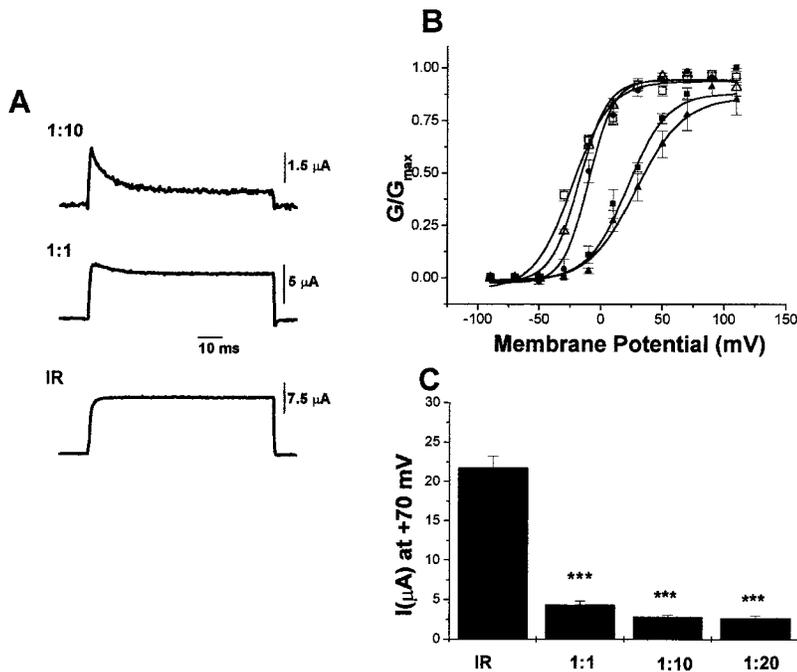 A
1:10
1.5 µA
1:1
5 µA
10 ms
IR
7.5 µA
B
G/Gmax
1.00
0.75
0.50
0.25
0.00
-100 -50 0 50 100 150
Membrane Potential (mV)
C
I(µA) at +70 mV
30
25
20
15
10
5
0
*** *** ***
IR 1:1 1:10 1:20